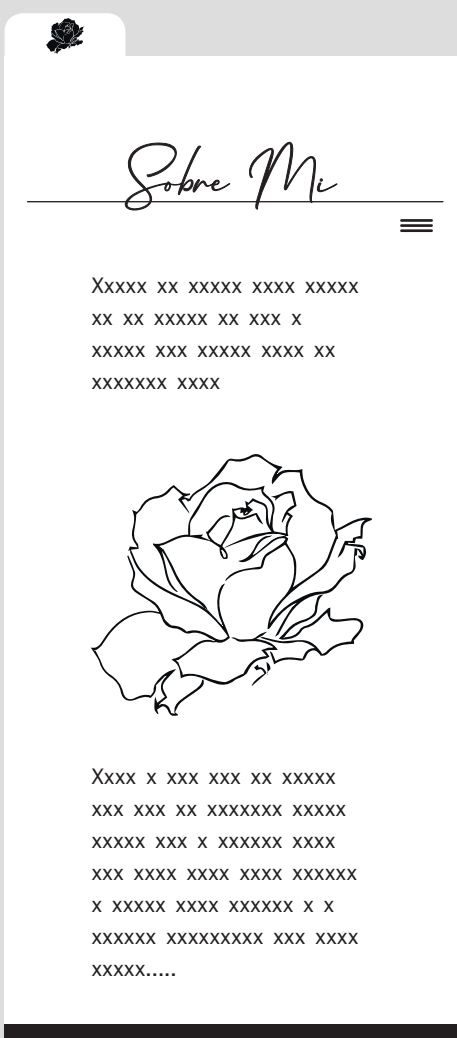 Sobre Mi
Xxxxx xx xxxxx xxxx xxxxx
xx xx xxxxx xx xxx x
xxxxx xxx xxxxx xxxx xx
xxxxxxx xxxx
Xxxx x xxx xxx xx xxxxx
xxx xxx xx xxxxxxx xxxxx
xxxxx xxx x xxxxxx xxxx
xxx xxxx xxxx xxxx xxxxxx
x xxxxx xxxx xxxxxx x x
xxxxxx xxxxxxxxx xxx xxxx
xxxxx.....